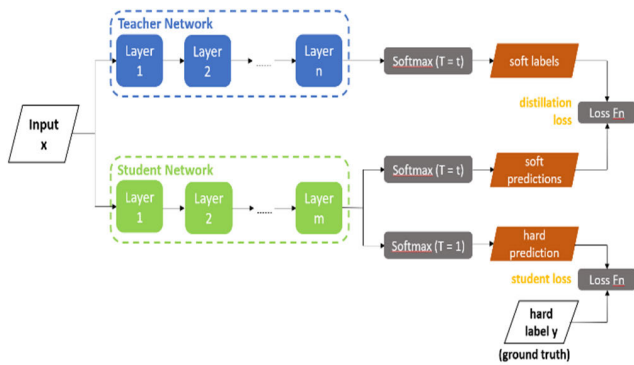 Teacher Network
Layer
1
Layer
2
......
Layer
n
Softmax (T = t)
soft labels
distillation
loss
Loss Fn
Input
x
Student Network
Layer
1
Layer
2
......
Layer
m
Softmax (T = t)
soft
predictions
Softmax (T = 1)
hard
prediction
student loss
Loss Fn
hard
label y
(ground truth)